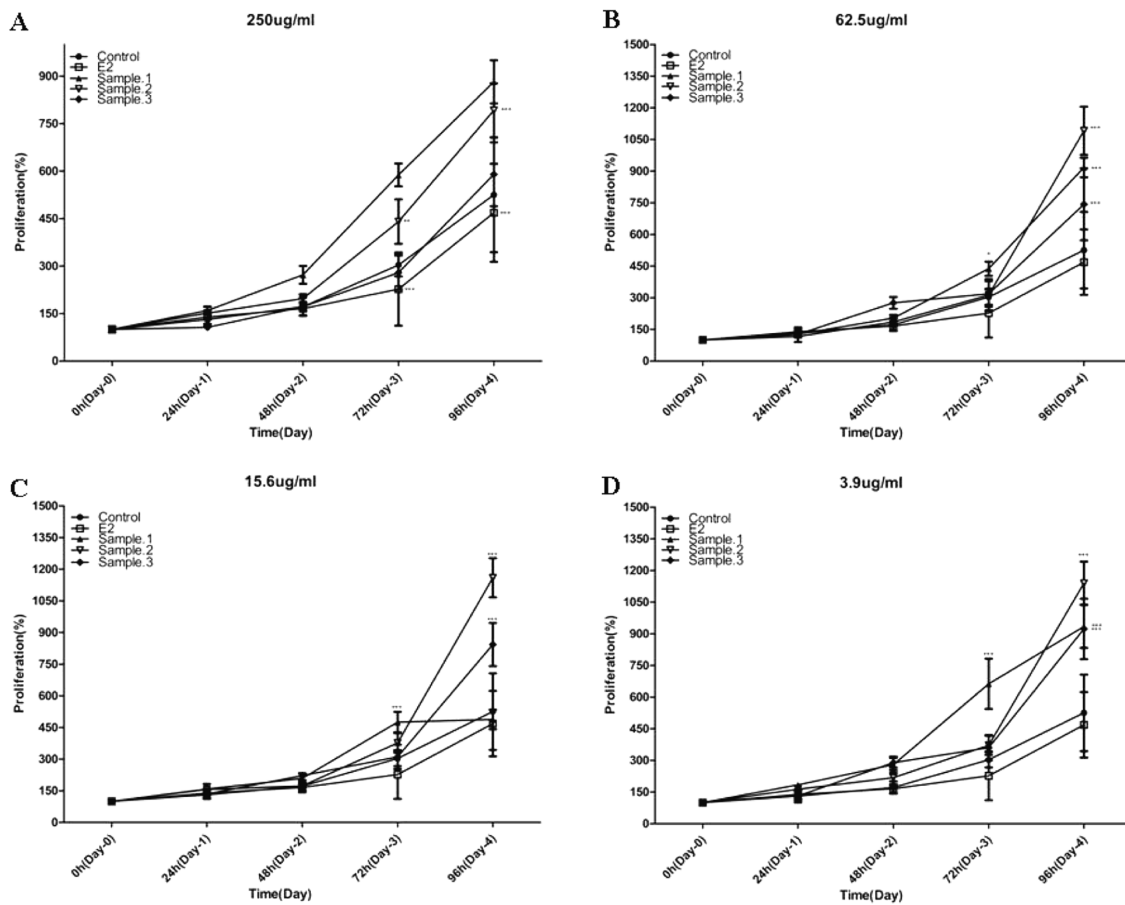 A
250ug/ml
Control
E2
Sample.1
Sample.2
Sample.3
Proliferation(%)
900
750
600
450
300
150
0
***
**
***
***
0h(Day-0)
24h(Day-1)
48h(Day-2)
72h(Day-3)
96h(Day-4)
Time(Day)
B
62.5ug/ml
Control
E2
Sample.1
Sample.2
Sample.3
Proliferation(%)
1500
1350
1200
1050
900
750
600
450
300
150
0
***
***
***
*
0h(Day-0)
24h(Day-1)
48h(Day-2)
72h(Day-3)
96h(Day-4)
Time(Day)
C
15.6ug/ml
Control
E2
Sample.1
Sample.2
Sample.3
Proliferation(%)
1500
1350
1200
1050
900
750
600
450
300
150
0
***
***
***
0h(Day-0)
24h(Day-1)
48h(Day-2)
72h(Day-3)
96h(Day-4)
Time(Day)
D
3.9ug/ml
Control
E2
Sample.1
Sample.2
Sample.3
Proliferation(%)
1500
1350
1200
1050
900
750
600
450
300
150
0
***
***
***
***
0h(Day-0)
24h(Day-1)
48h(Day-2)
72h(Day-3)
96h(Day-4)
Time(Day)